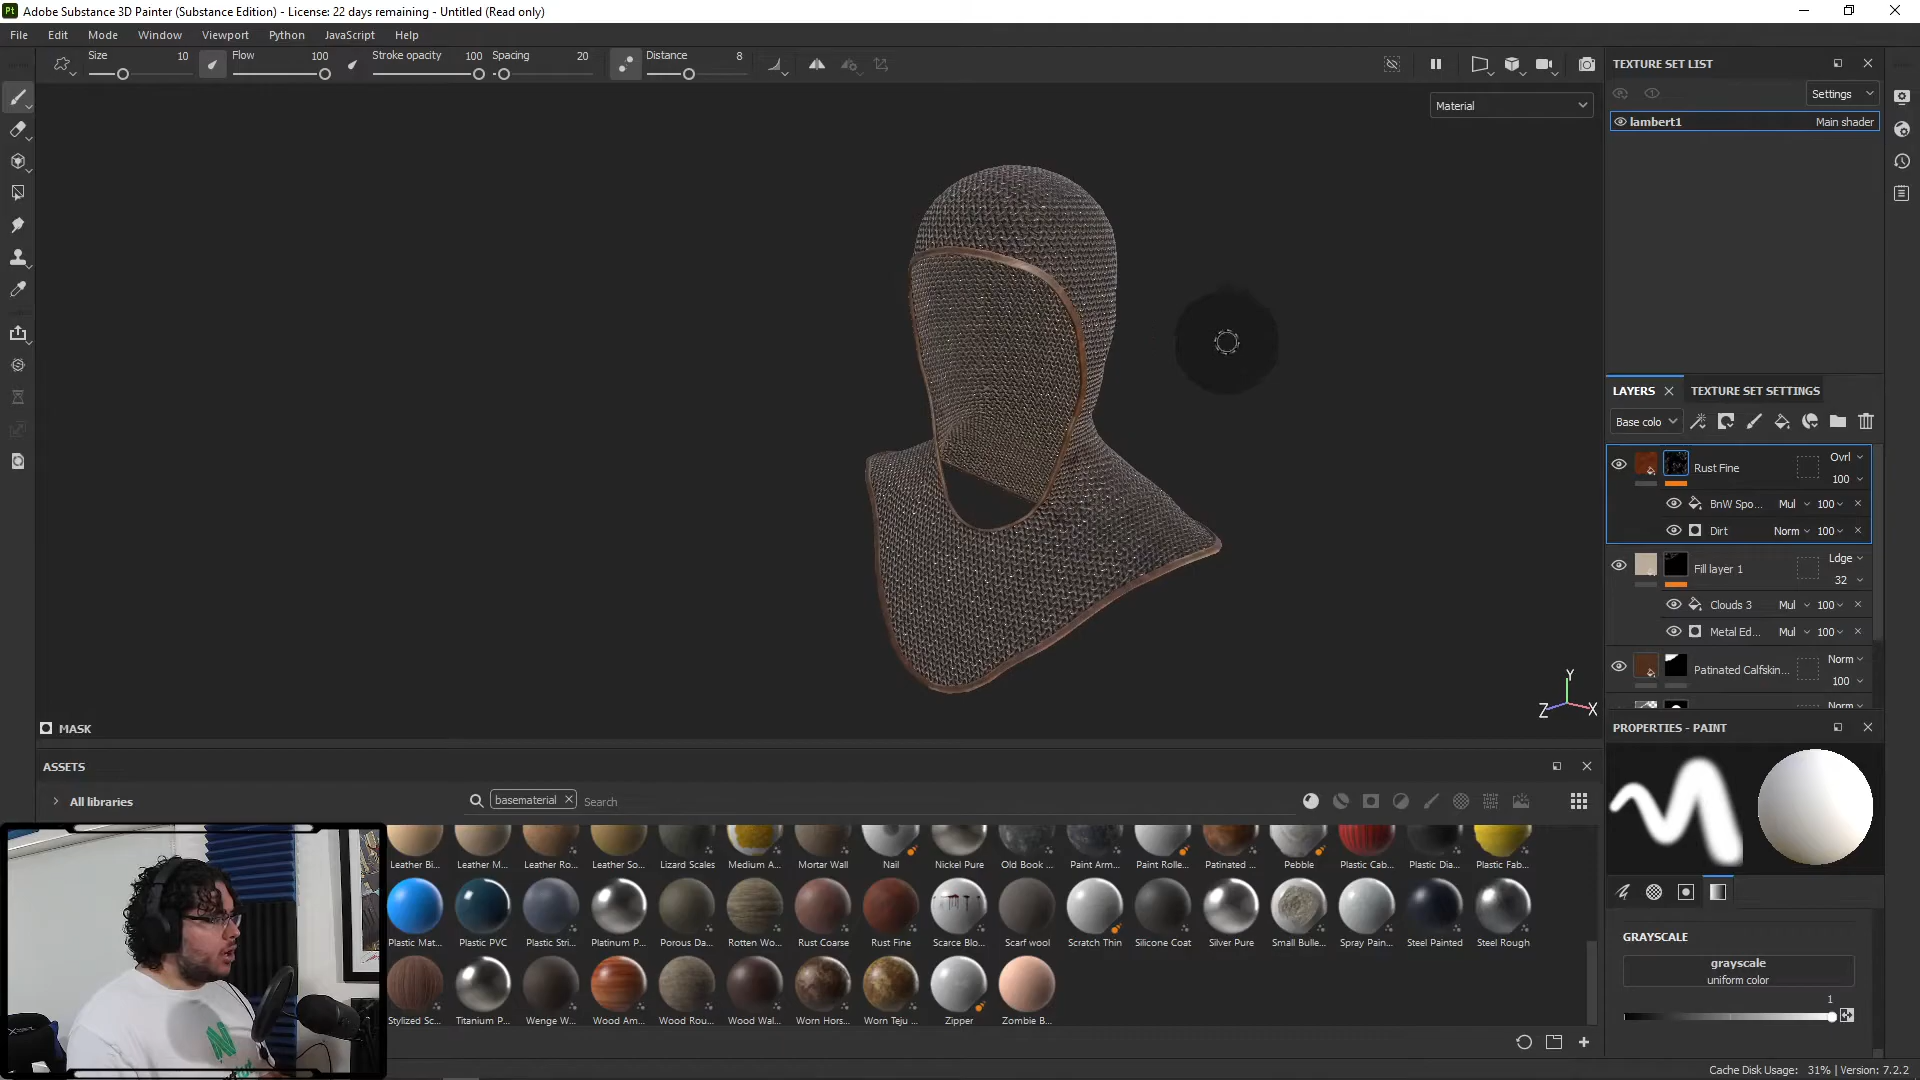 Pt Adobe Substance 3D Painter (Substance Edition) - License: 22 days remaining - Untitled (Read only)
File Edit Mode Window Viewport Python JavaScript Help
Size 10 Flow 100 Stroke opacity 100 Spacing 20 Distance 8
Material
TEXTURE SET LIST
Settings
lambert1 Main shader
LAYERS TEXTURE SET SETTINGS
Base colo
Rust Fine Ovrl
100
BnW Spo... Mul 100
Dirt Norm 100
Fill layer 1 Ldge
32
Clouds 3 Mul 100
Metal Ed... Mul 100
Patinated Calfskin... Norm
100
Y
Z X
MASK
PROPERTIES - PAINT
ASSETS
All libraries
basematerial Search
Leather Bi... Leather M... Leather Ro... Leather So... Lizard Scales Medium A... Mortar Wall Nail Nickel Pure Old Book ... Paint Arm... Paint Rolle... Patinated ... Pebble Plastic Cab... Plastic Dia... Plastic Fab...
Plastic Mat... Plastic PVC Plastic Stri... Platinum P... Porous Da... Rotten Wo... Rust Coarse Rust Fine Scarce Blo... Scarf wool Scratch Thin Silicone Coat Silver Pure Small Bulle... Spray Pain... Steel Painted Steel Rough
Stylized Sc... Titanium P... Wenge W... Wood Am... Wood Rou... Wood Wal... Worn Hors... Worn Teju ... Zipper Zombie B...
GRAYSCALE
grayscale
uniform color
1
Cache Disk Usage: 31% | Version: 7.2.2